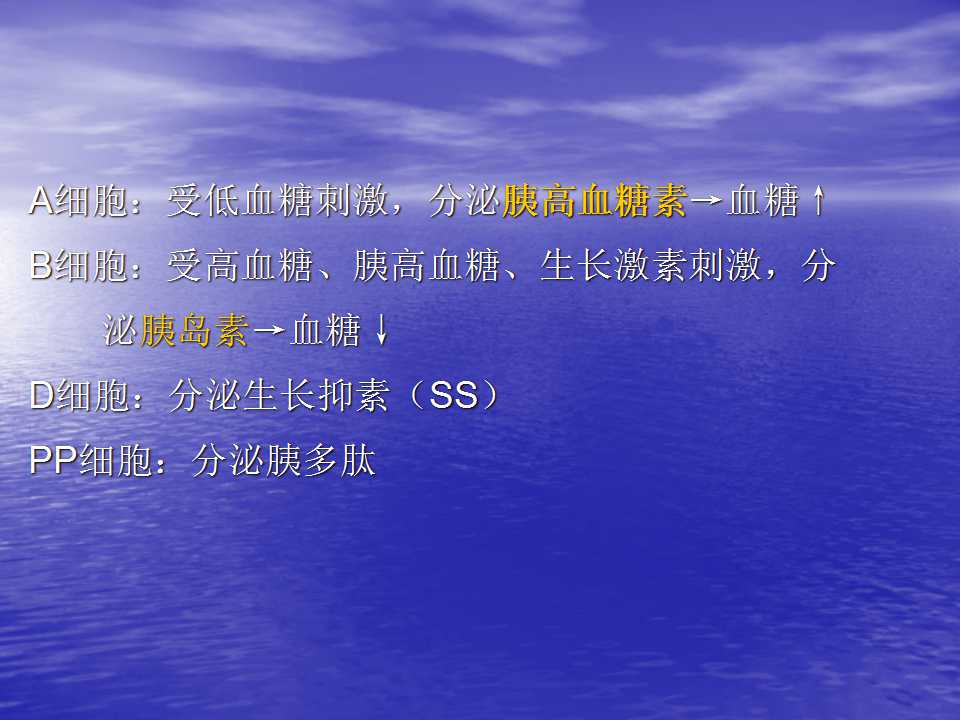 A细胞：受低血糖刺激，分泌胰高血糖素→血糖↑
B细胞：受高血糖、胰高血糖、生长激素刺激，分
泌胰岛素→血糖↓
D细胞：分泌生长抑素（SS）
PP细胞：分泌胰多肽